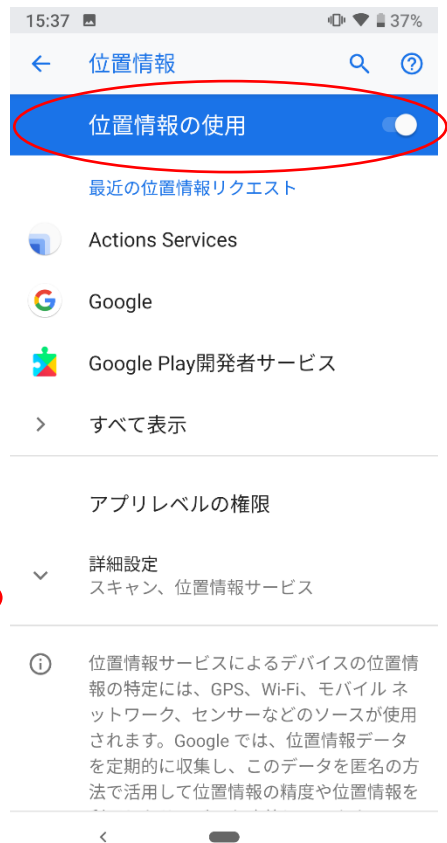 15:37 37%
位置情報
位置情報の使用
最近の位置情報リクエスト
Actions Services
Google
Google Play開発者サービス
すべて表示
アプリレベルの権限
詳細設定
スキャン、位置情報サービス
位置情報サービスによるデバイスの位置情
報の特定には、GPS、Wi-Fi、モバイル ネ
ットワーク、センサーなどのソースが使用
されます。Google では、位置情報データ
を定期的に収集し、このデータを匿名の方
法で活用して位置情報の精度や位置情報を